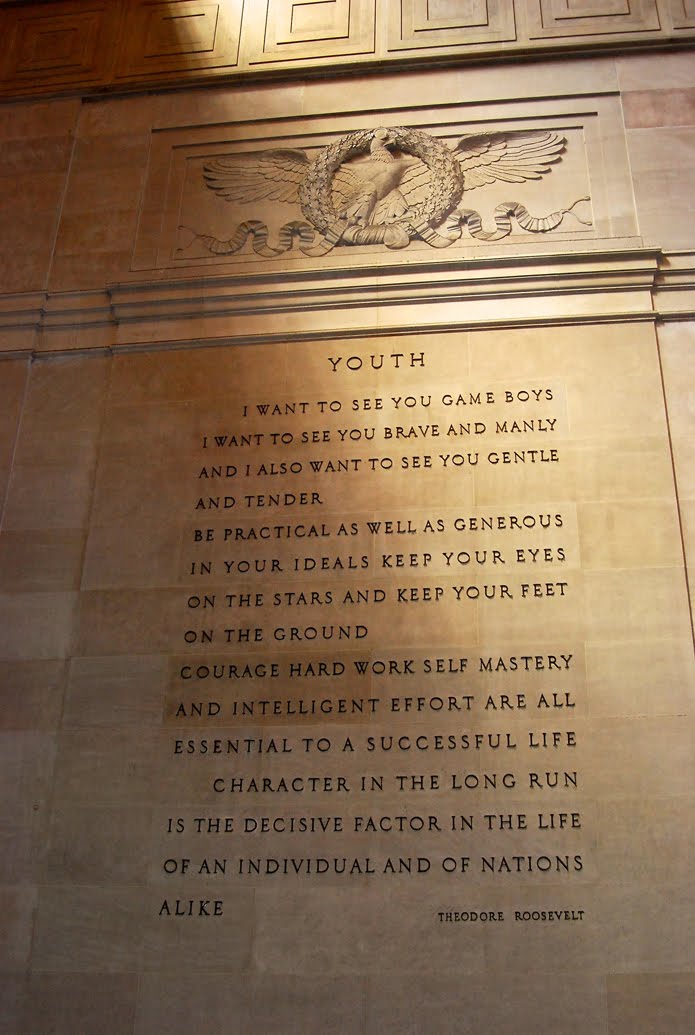 YOUTH
I WANT TO SEE YOU GAME BOYS
I WANT TO SEE YOU BRAVE AND MANLY
AND I ALSO WANT TO SEE YOU GENTLE
AND TENDER
BE PRACTICAL AS WELL AS GENEROUS
IN YOUR IDEALS KEEP YOUR EYES
ON THE STARS AND KEEP YOUR FEET
ON THE GROUND
COURAGE HARD WORK SELF MASTERY
AND INTELLIGENT EFFORT ARE ALL
ESSENTIAL TO A SUCCESSFUL LIFE
CHARACTER IN THE LONG RUN
IS THE DECISIVE FACTOR IN THE LIFE
OF AN INDIVIDUAL AND OF NATIONS
ALIKE
THEODORE ROOSEVELT